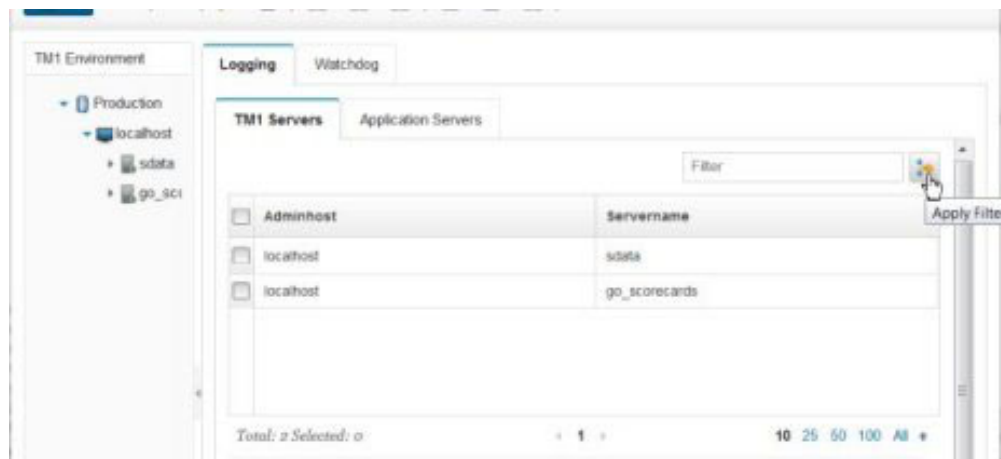 TM1 Environment
Production
localhost
sdata
go_sc
Logging Watchdog
TM1 Servers Application Servers
Filter
Apply Filte
Adminhost Servername
localhost sdata
localhost go_scorecards
Total: 2 Selected: 0 1 10 25 50 100 All